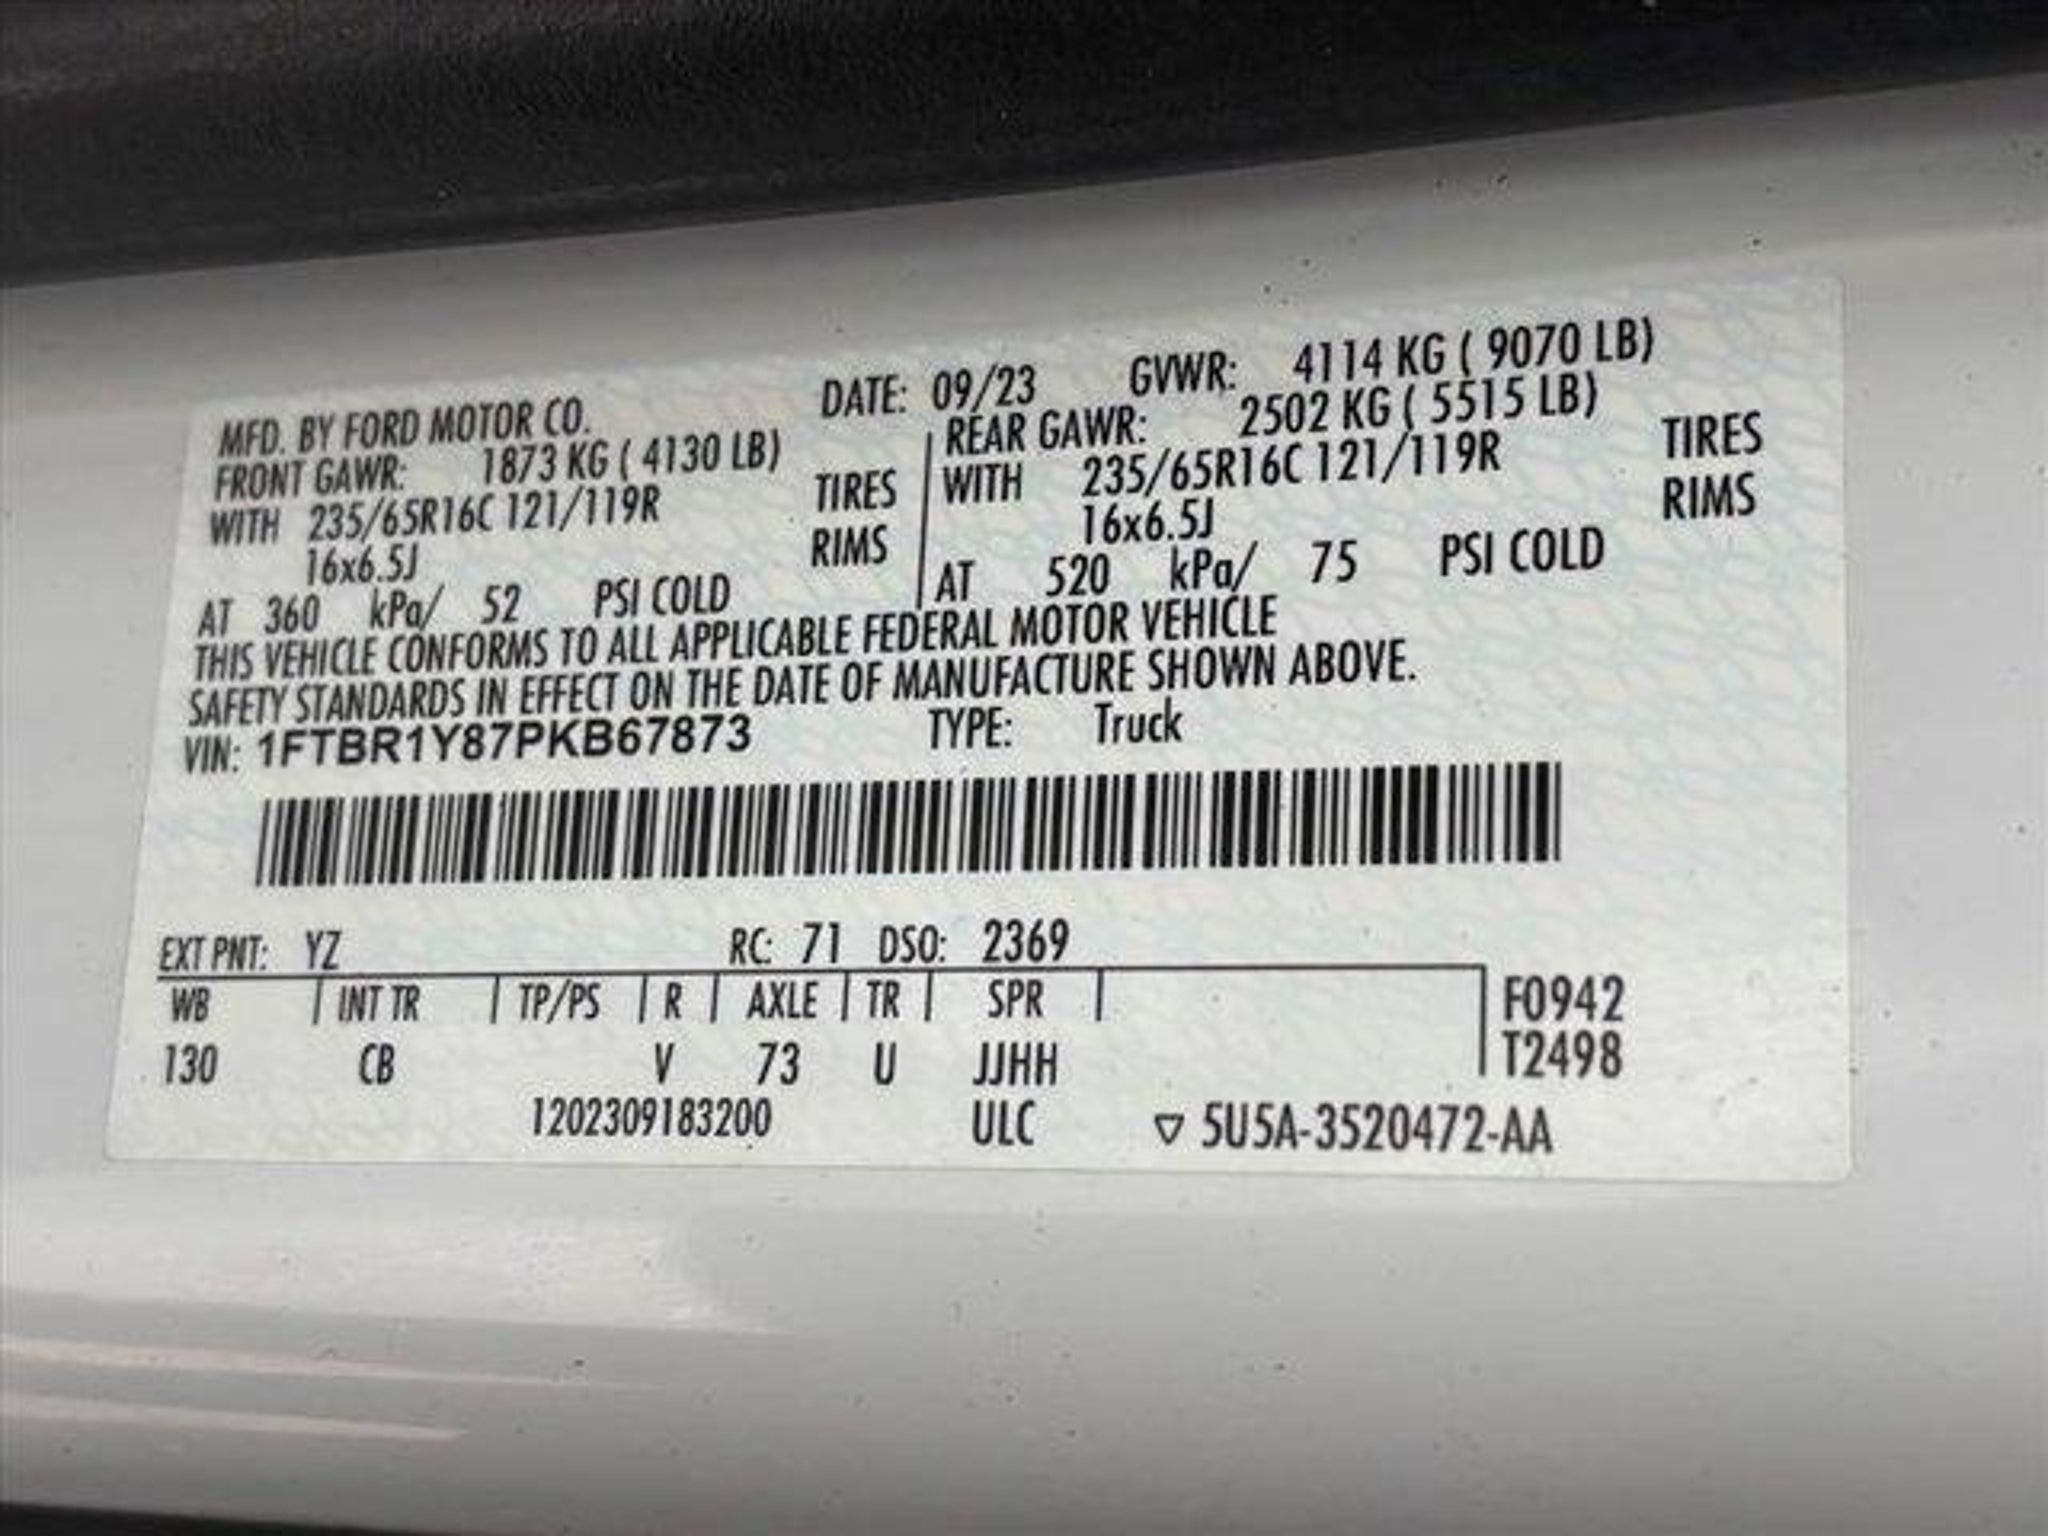 MFD. BY FORD MOTOR CO. DATE: 09/23 GVWR: 4114 KG ( 9070 LB)
FRONT GAWR: 1873 KG ( 4130 LB) REAR GAWR: 2502 KG ( 5515 LB)
WITH 235/65R16C 121/119R TIRES WITH 235/65R16C 121/119R TIRES
16x6.5J RIMS 16x6.5J RIMS
AT 360 kPa/ 52 PSI COLD AT 520 kPa/ 75 PSI COLD
THIS VEHICLE CONFORMS TO ALL APPLICABLE FEDERAL MOTOR VEHICLE
SAFETY STANDARDS IN EFFECT ON THE DATE OF MANUFACTURE SHOWN ABOVE.
VIN: 1FTBR1Y87PKB67873 TYPE: Truck
EXT PNT: YZ RC: 71 DSO: 2369
WB INT TR TP/PS R AXLE TR SPR F0942
130 CB V 73 U JJHH T2498
1202309183200 ULC ▽ 5U5A-3520472-AA